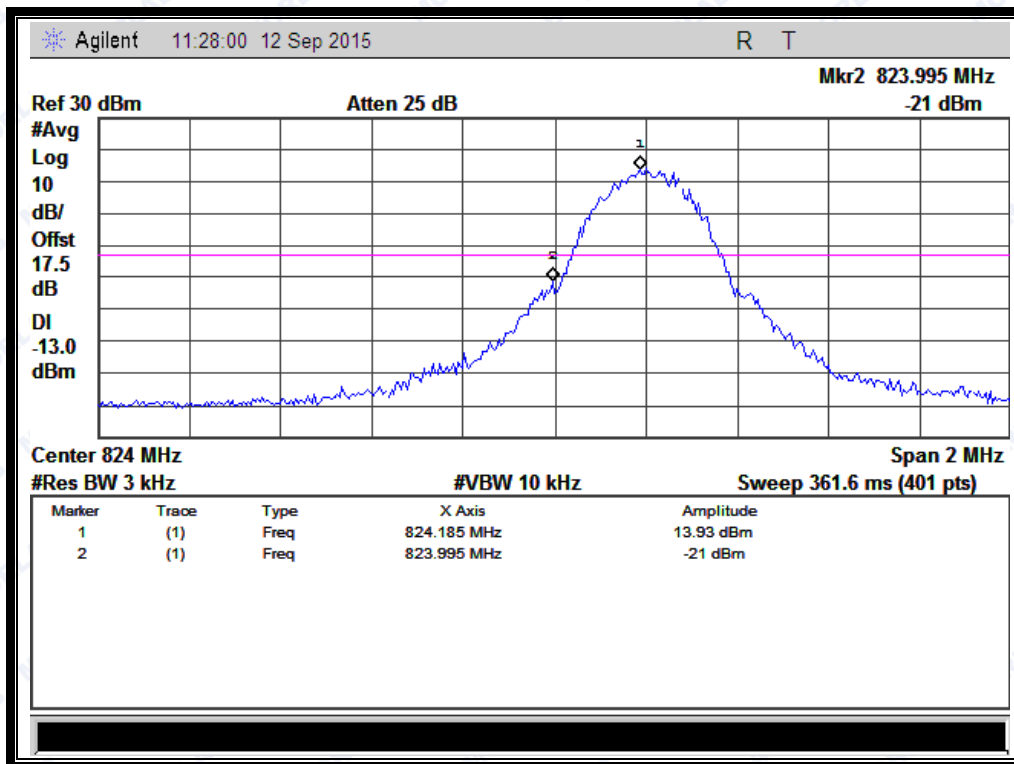 Agilent 11:28:00 12 Sep 2015 R T
Mkr2 823.995 MHz
Ref 30 dBm Atten 25 dB -21 dBm
#Avg
Log
10
dB/
Offst
17.5
dB
DI
-13.0
dBm
1
2
Center 824 MHz Span 2 MHz
#Res BW 3 kHz #VBW 10 kHz Sweep 361.6 ms (401 pts)
Marker Trace Type X Axis Amplitude
1 (1) Freq 824.185 MHz 13.93 dBm
2 (1) Freq 823.995 MHz -21 dBm